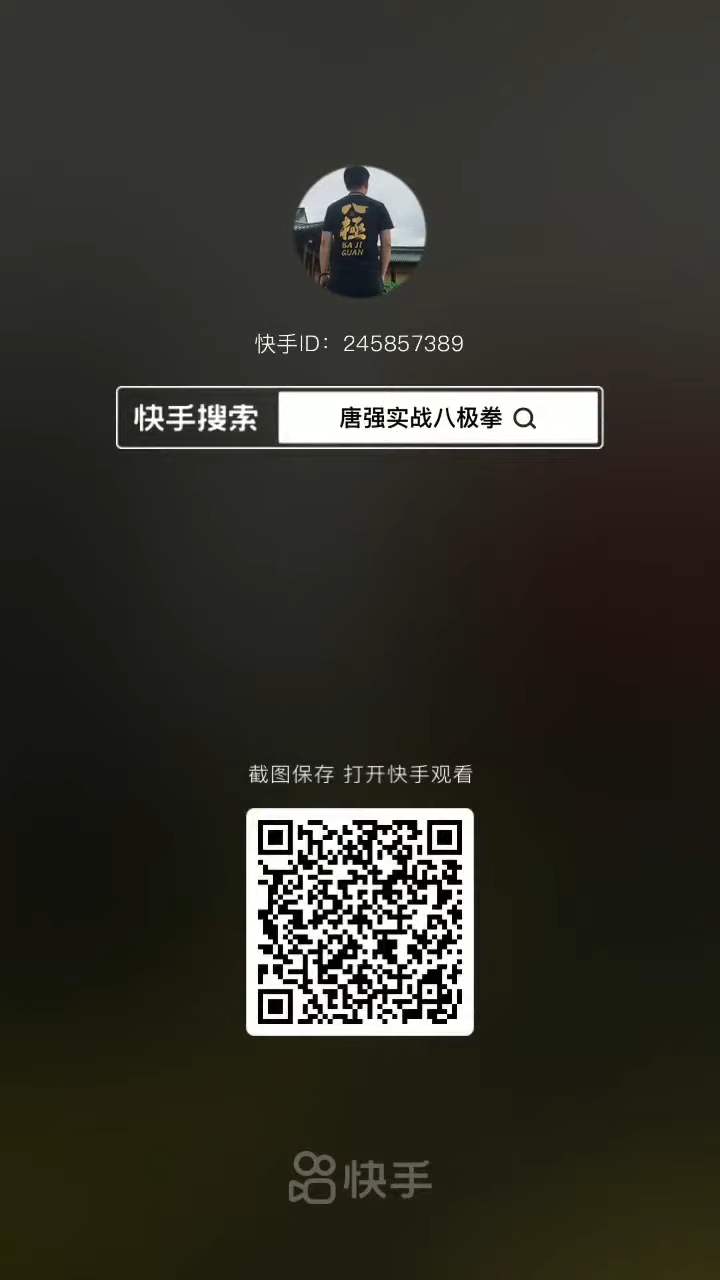 八
極
BA JI
QUAN
快手ID：245857389
快手搜索 唐强实战八极拳
截图保存 打开快手观看
快手